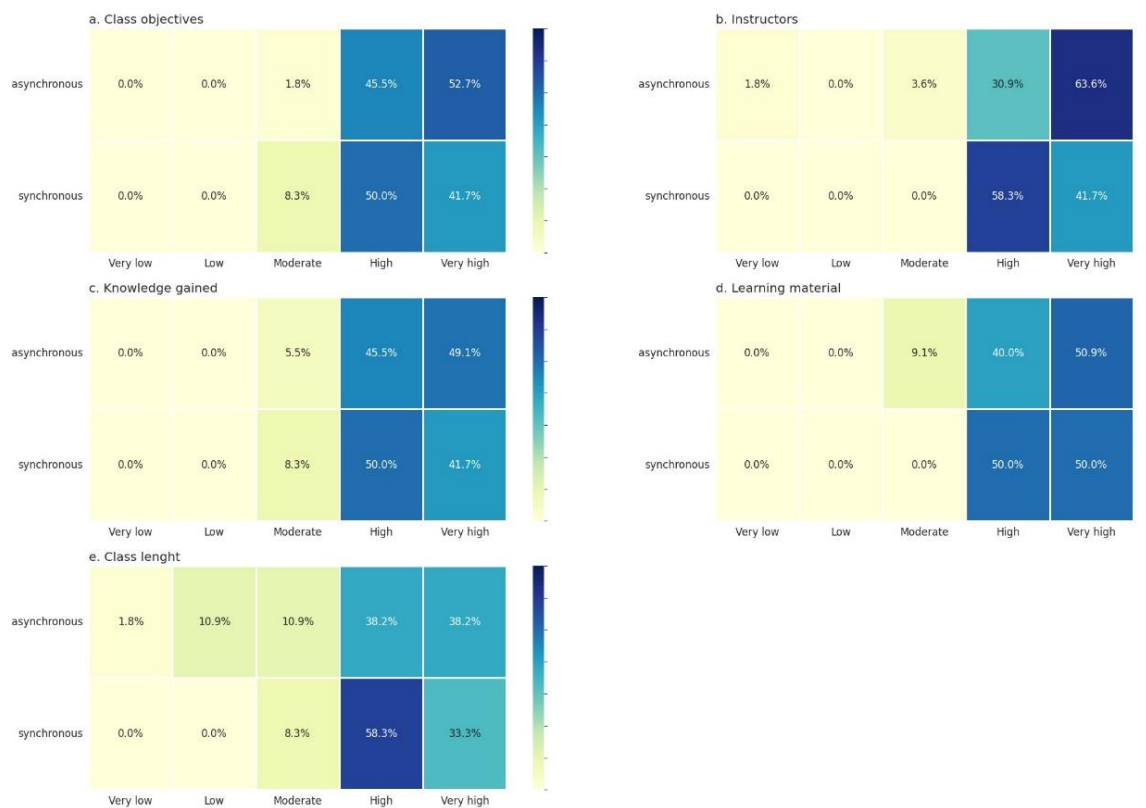 a. Class objectives
asynchronous 0.0% 0.0% 1.8% 45.5% 52.7%
synchronous 0.0% 0.0% 8.3% 50.0% 41.7%
Very low Low Moderate High Very high
b. Instructors
asynchronous 1.8% 0.0% 3.6% 30.9% 63.6%
synchronous 0.0% 0.0% 0.0% 58.3% 41.7%
Very low Low Moderate High Very high
c. Knowledge gained
asynchronous 0.0% 0.0% 5.5% 45.5% 49.1%
synchronous 0.0% 0.0% 8.3% 50.0% 41.7%
Very low Low Moderate High Very high
d. Learning material
asynchronous 0.0% 0.0% 9.1% 40.0% 50.9%
synchronous 0.0% 0.0% 0.0% 50.0% 50.0%
Very low Low Moderate High Very high
e. Class lenght
asynchronous 1.8% 10.9% 10.9% 38.2% 38.2%
synchronous 0.0% 0.0% 8.3% 58.3% 33.3%
Very low Low Moderate High Very high